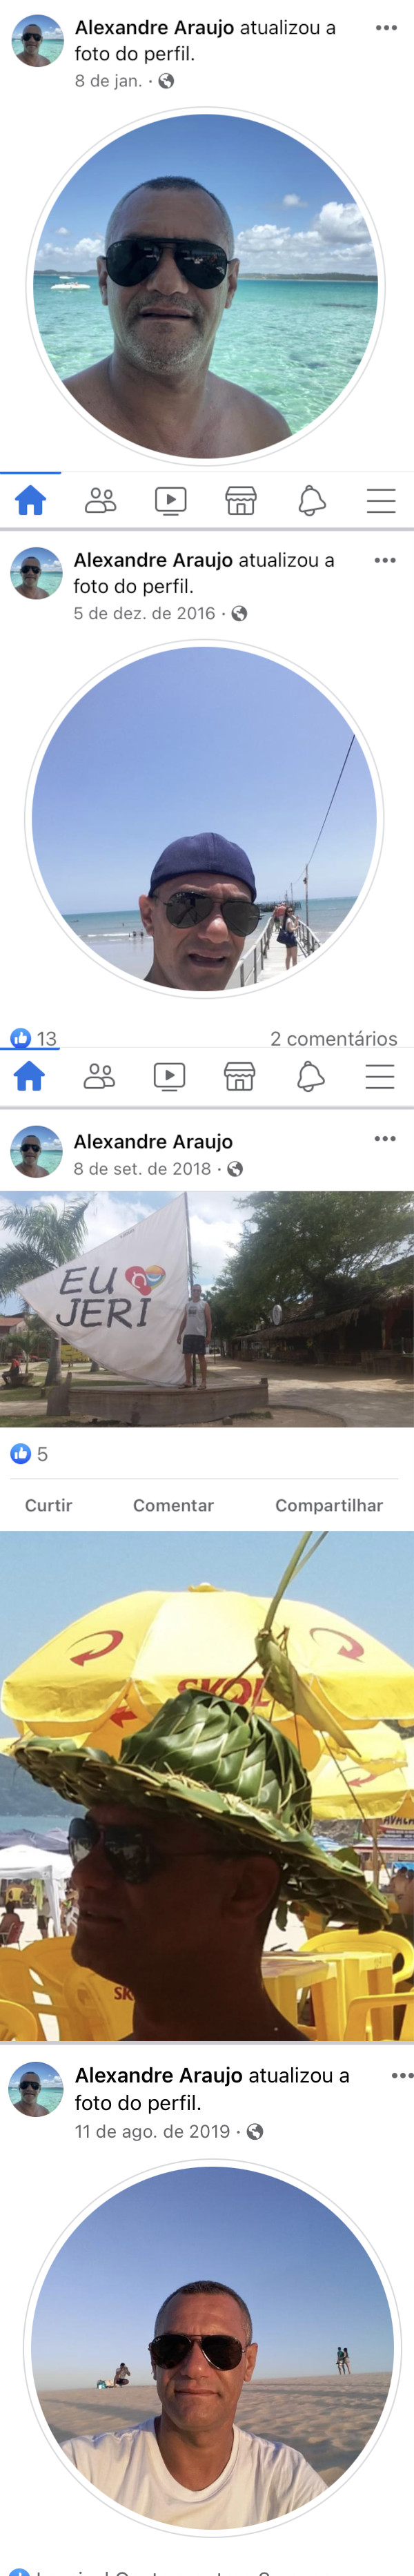 Alexandre Araujo atualizou a
foto do perfil.
8 de jan. ·
Alexandre Araujo atualizou a
foto do perfil.
5 de dez. de 2016 ·
13
2 comentários
Alexandre Araujo
8 de set. de 2018 ·
EU
JERI
5
Curtir Comentar Compartilhar
SKOL
SK
Alexandre Araujo atualizou a
foto do perfil.
11 de ago. de 2019 ·